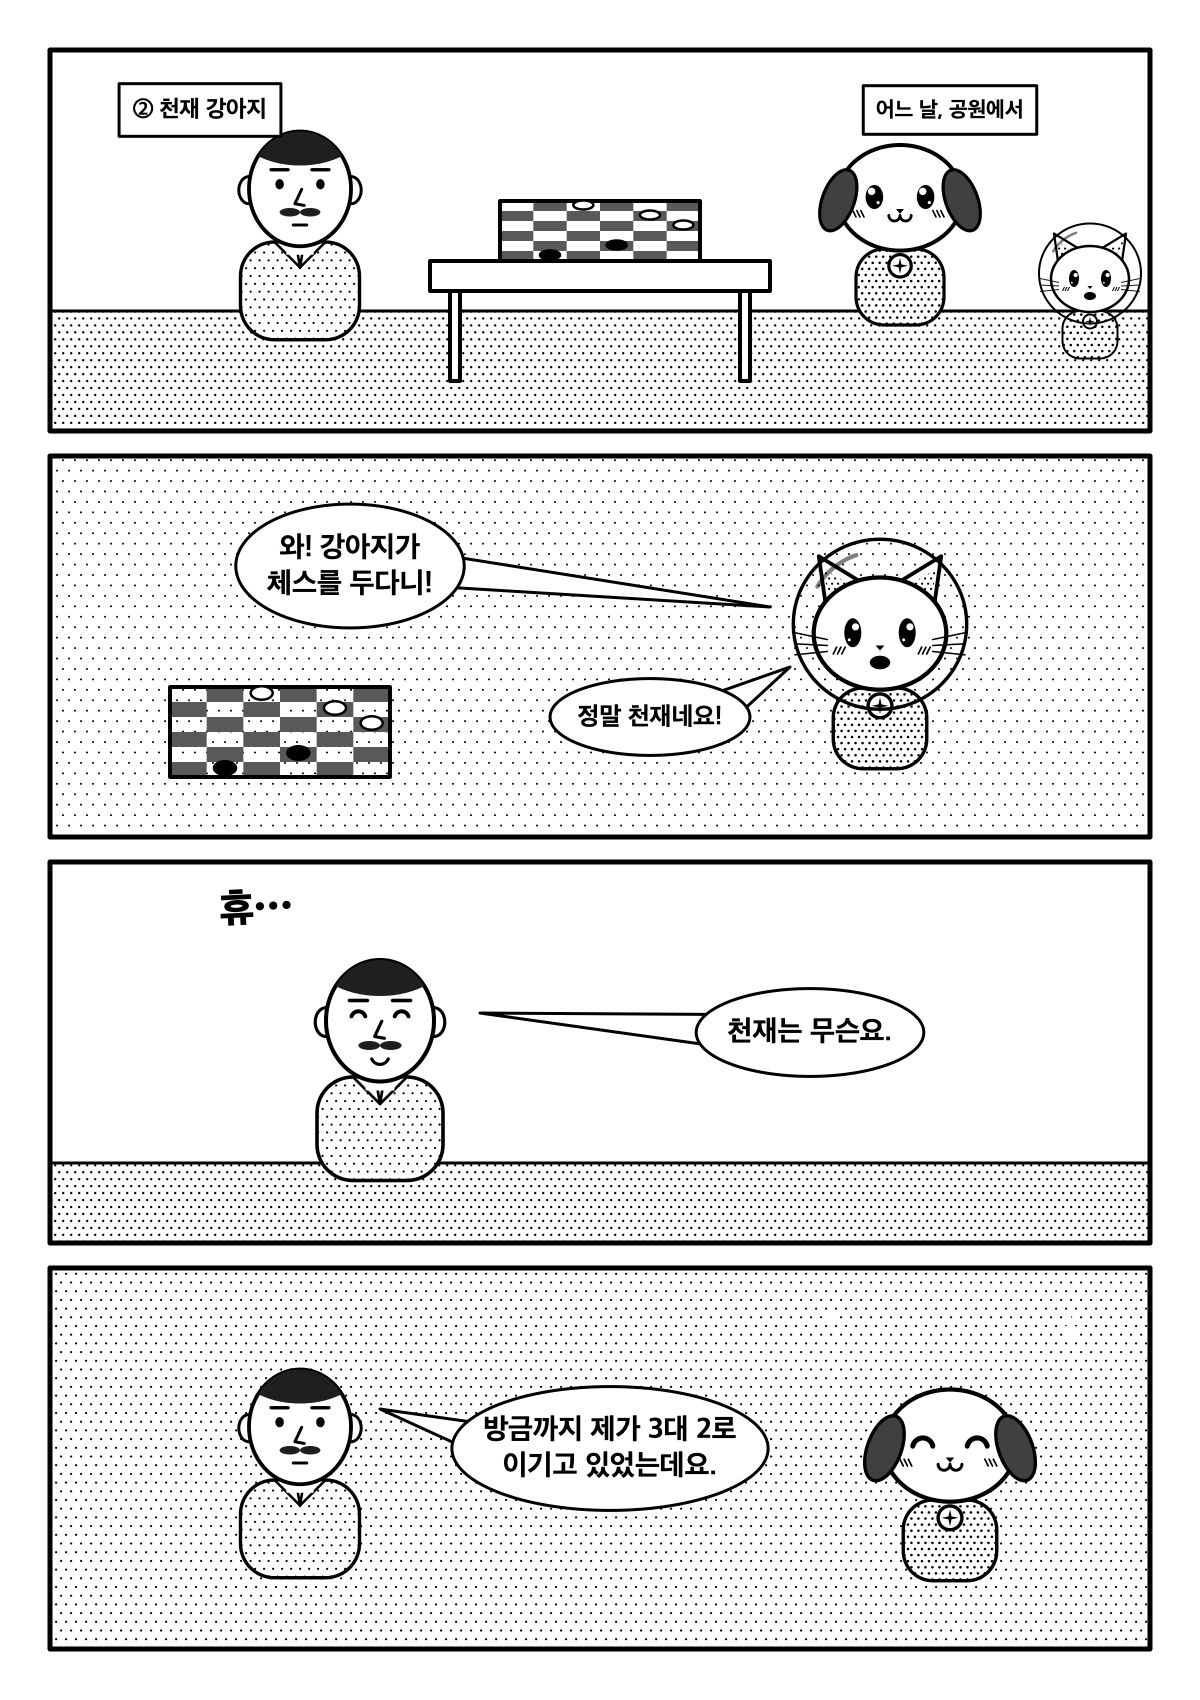 ② 천재 강아지
어느 날, 공원에서
와! 강아지가
체스를 두다니!
정말 천재네요!
휴…
천재는 무슨요.
방금까지 제가 3대 2로
이기고 있었는데요.